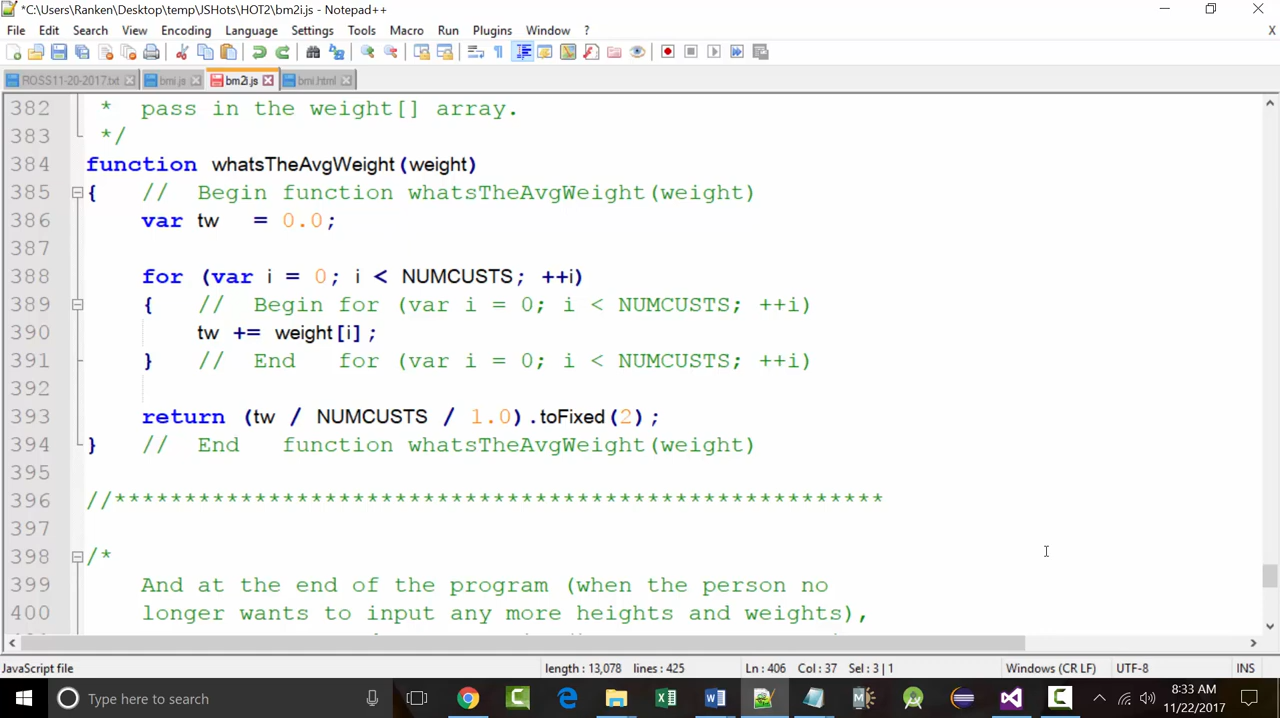 *C:\Users\Ranken\Desktop\temp\JSHots\HOT2\bm2i.js - Notepad++
File Edit Search View Encoding Language Settings Tools Macro Run Plugins Window ?
ROSS11-20-2017.txt bmi.js bm2i.js bmi.html
382 * pass in the weight[] array.
383 */
384 function whatsTheAvgWeight(weight)
385 { // Begin function whatsTheAvgWeight(weight)
386 var tw = 0.0;
387
388 for (var i = 0; i < NUMCUSTS; ++i)
389 { // Begin for (var i = 0; i < NUMCUSTS; ++i)
390 tw += weight[i];
391 } // End for (var i = 0; i < NUMCUSTS; ++i)
392
393 return (tw / NUMCUSTS / 1.0).toFixed(2);
394 } // End function whatsTheAvgWeight(weight)
395
396 //*******************************************************
397
398 /*
399 And at the end of the program (when the person no
400 longer wants to input any more heights and weights),
JavaScript file length : 13,078 lines : 425 Ln : 406 Col : 37 Sel : 3 | 1 Windows (CR LF) UTF-8 INS
Type here to search
8:33 AM
11/22/2017